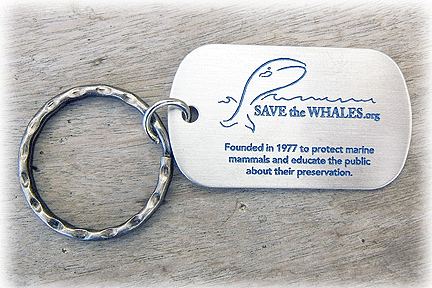 SAVE the WHALES.org
Founded in 1977 to protect marine
mammals and educate the public
about their preservation.